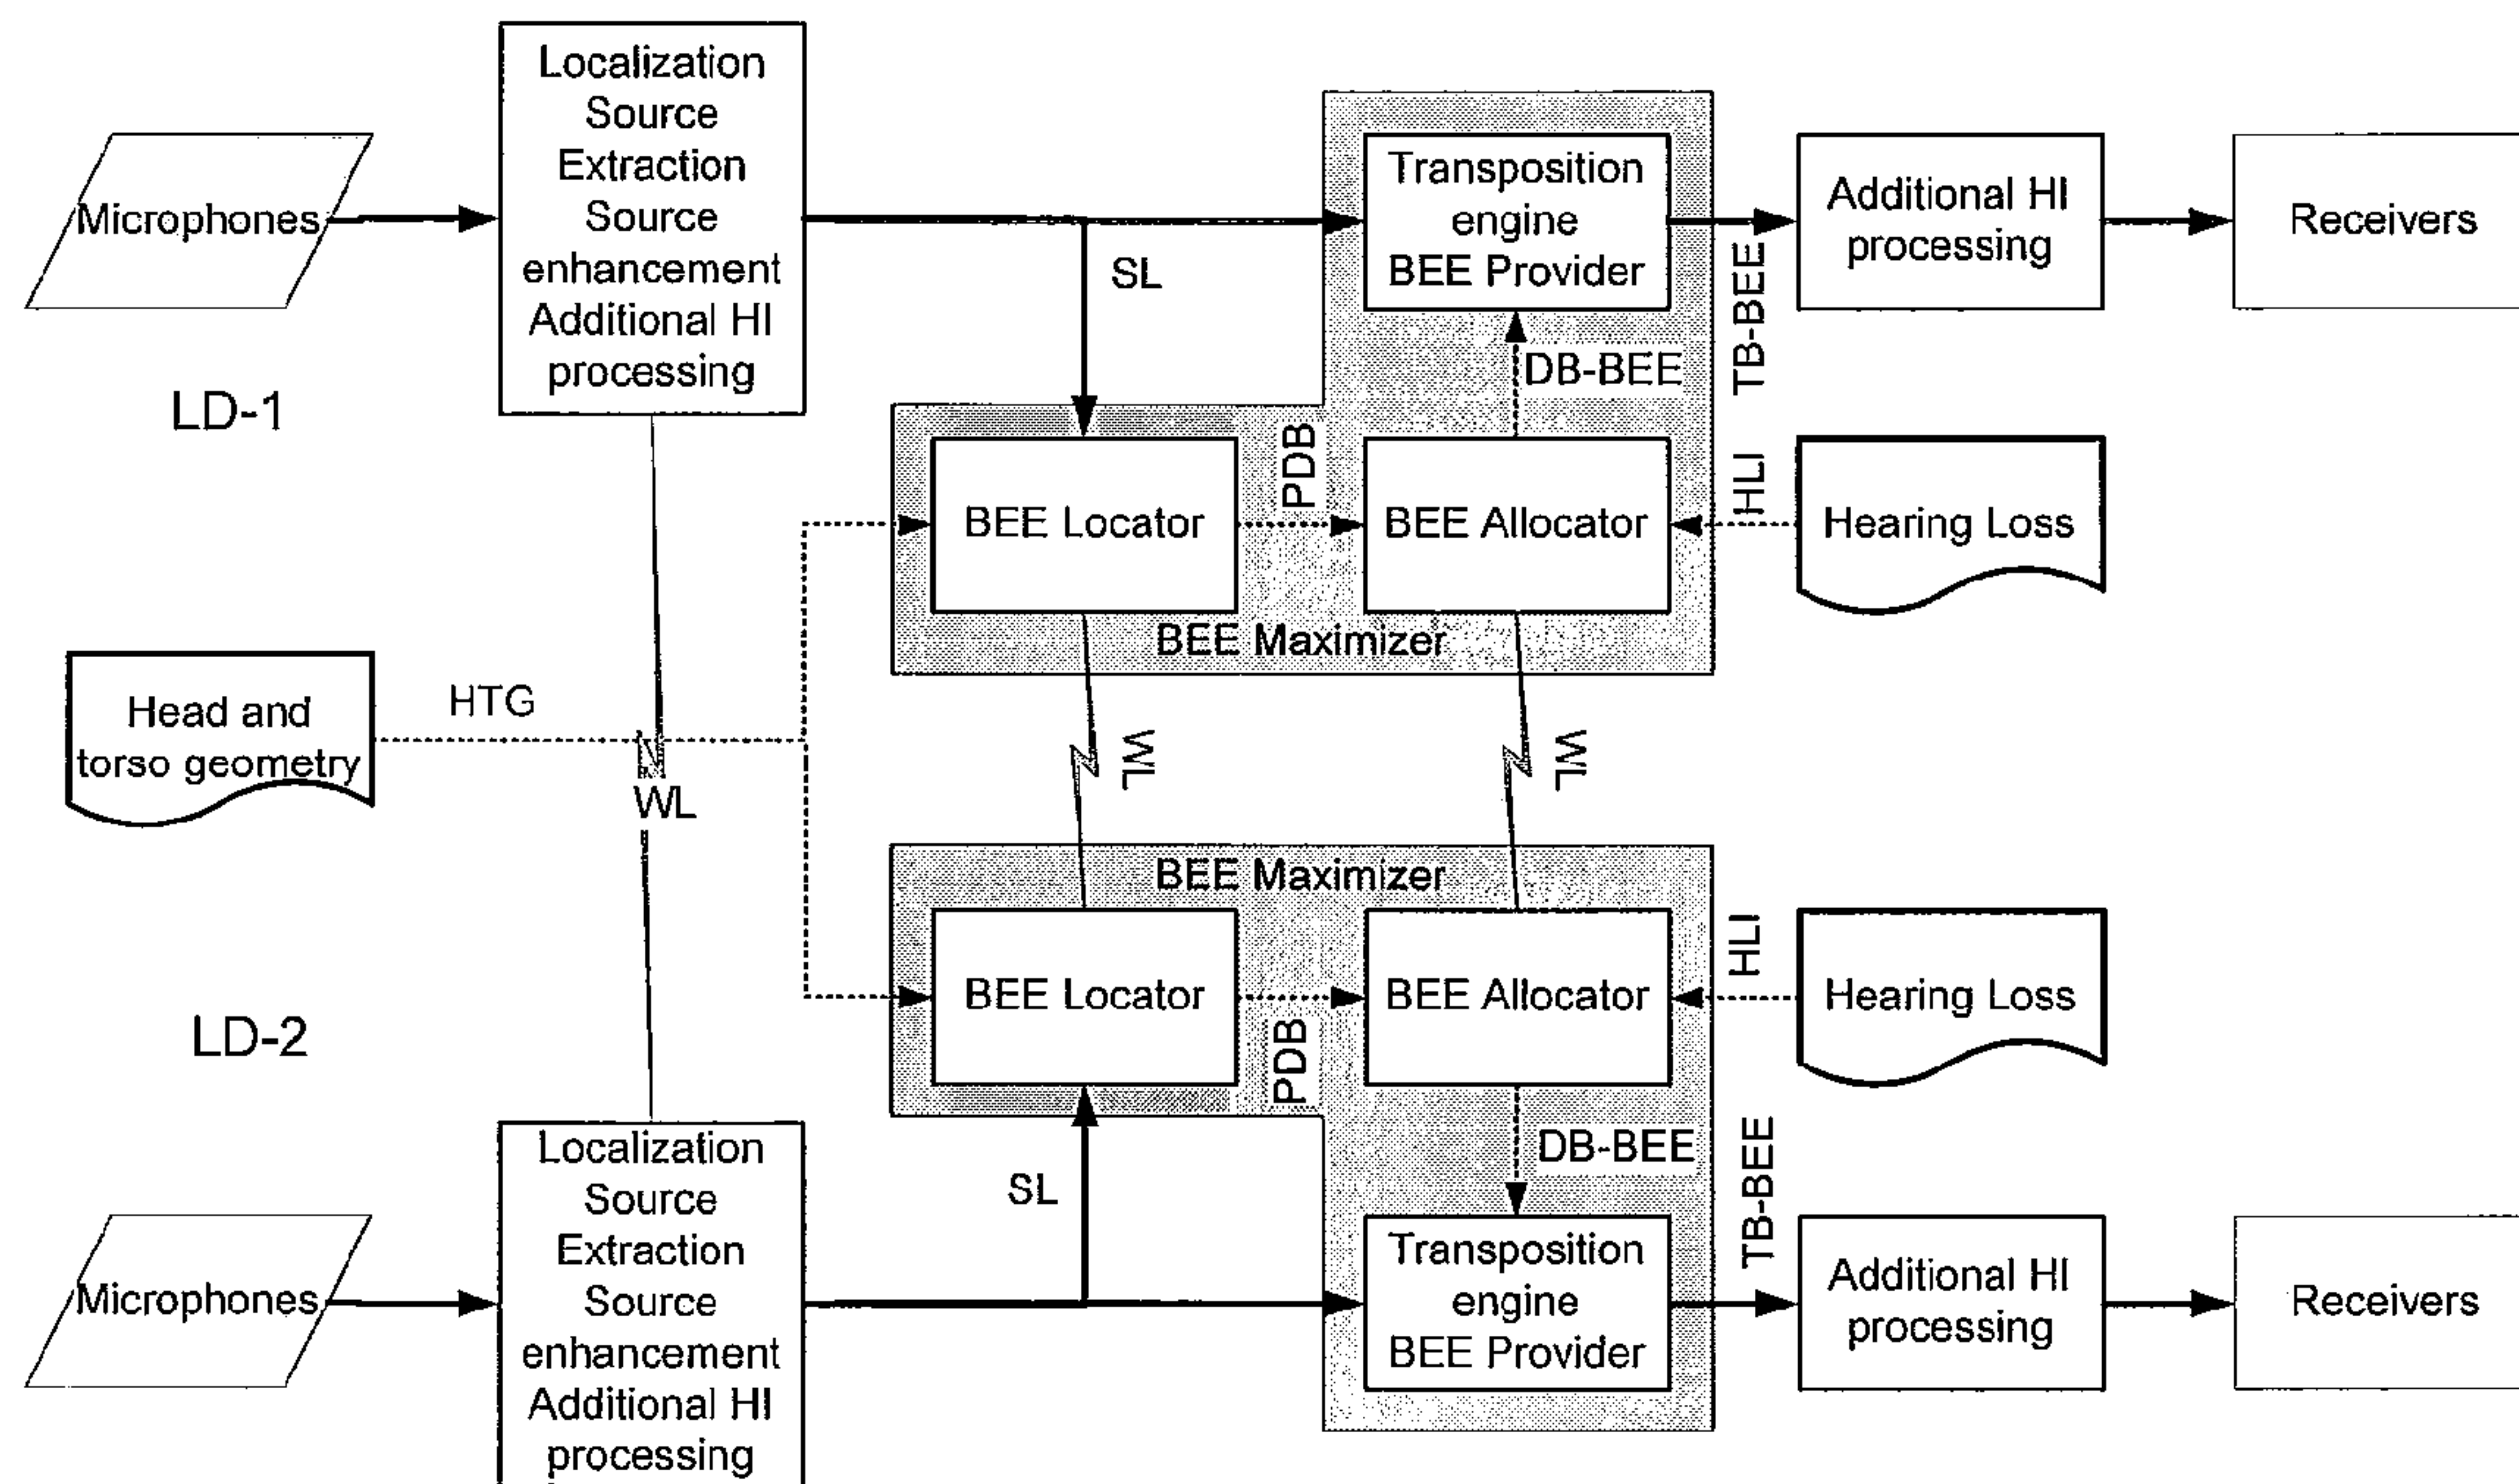 Localization
Source
Extraction
Source
enhancement
Additional HI
processing
Microphones
SL
Transposition
engine
BEE Provider
TB-BEE
Additional HI
processing
Receivers
LD-1
DB-BEE
BEE Locator
PDB
BEE Allocator
HLI
Hearing Loss
BEE Maximizer
Head and
torso geometry
HTG
WL
WL
WL
BEE Maximizer
BEE Locator
PDB
BEE Allocator
HLI
Hearing Loss
LD-2
DB-BEE
SL
Localization
Source
Extraction
Source
enhancement
Additional HI
processing
Microphones
Transposition
engine
BEE Provider
TB-BEE
Additional HI
processing
Receivers